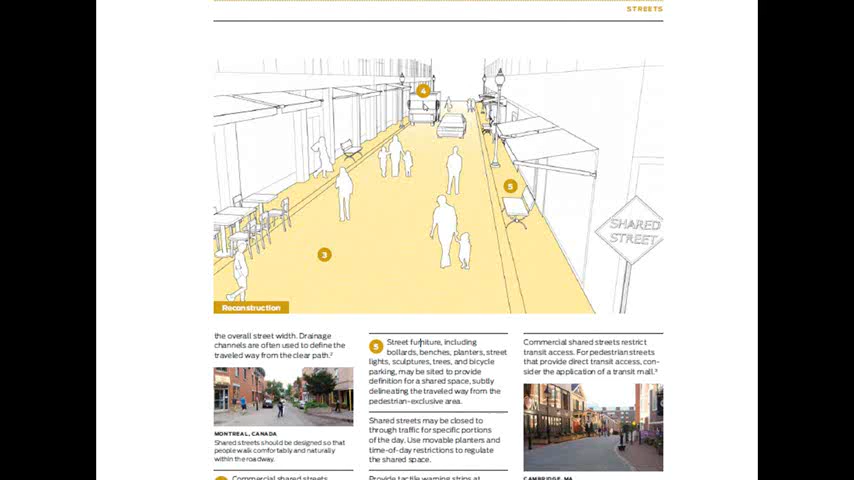 STREETS
4
5
SHARED
STREET
3
Reconstruction
the overall street width. Drainage
channels are often used to define the
traveled way from the clear path.²
MONTREAL, CANADA
Shared streets should be designed so that
people walk comfortably and naturally
within the roadway.
Commercial shared streets
5 Street furniture, including
bollards, benches, planters, street
lights, sculptures, trees, and bicycle
parking, may be sited to provide
definition for a shared space, subtly
delineating the traveled way from the
pedestrian-exclusive area.
Shared streets may be closed to
through traffic for specific portions
of the day. Use movable planters and
time-of-day restrictions to regulate
the shared space.
Provide tactile warning strips at
Commercial shared streets restrict
transit access. For pedestrian streets
that provide direct transit access, con-
sider the application of a transit mall.³
CAMBRIDGE, MA